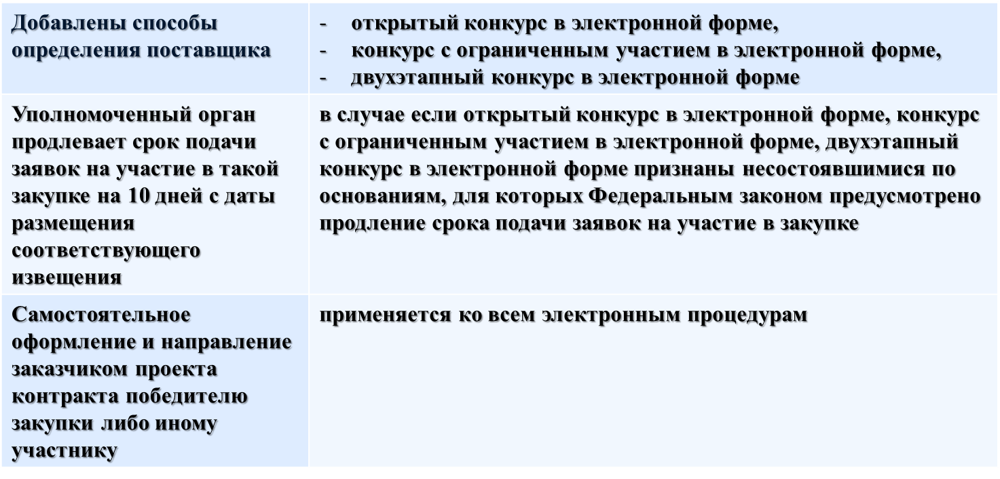 Добавлены способы
определения поставщика
- открытый конкурс в электронной форме,
- конкурс с ограниченным участием в электронной форме,
- двухэтапный конкурс в электронной форме
Уполномоченный орган
продлевает срок подачи
заявок на участие в такой
закупке на 10 дней с даты
размещения
соответствующего
извещения
в случае если открытый конкурс в электронной форме, конкурс
с ограниченным участием в электронной форме, двухэтапный
конкурс в электронной форме признаны несостоявшимися по
основаниям, для которых Федеральным законом предусмотрено
продление срока подачи заявок на участие в закупке
Самостоятельное
оформление и направление
заказчиком проекта
контракта победителю
закупки либо иному
участнику
применяется ко всем электронным процедурам